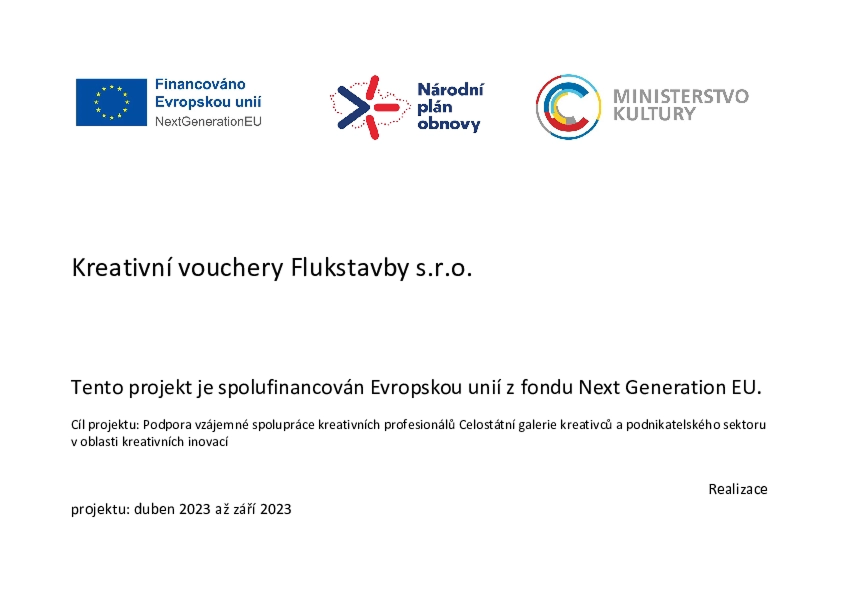 Financováno
Evropskou unií
NextGenerationEU
Národní
plán
obnovy
MINISTERSTVO
KULTURY
Kreativní vouchery Flukstavby s.r.o.
Tento projekt je spolufinancován Evropskou unií z fondu Next Generation EU.
Cíl projektu: Podpora vzájemné spolupráce kreativních profesionálů Celostátní galerie kreativců a podnikatelského sektoru
v oblasti kreativních inovací
Realizace
projektu: duben 2023 až září 2023